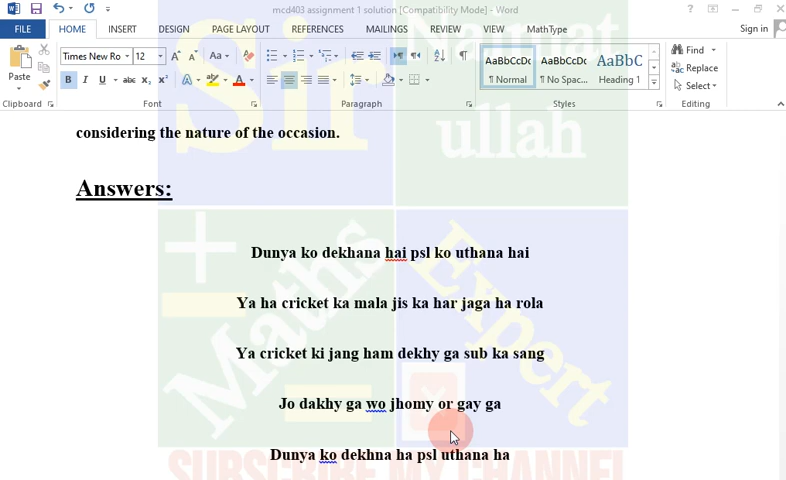 mcd403 assignment 1 solution [Compatibility Mode] - Word
FILE HOME INSERT DESIGN PAGE LAYOUT REFERENCES MAILINGS REVIEW VIEW MathType Sign in
Times New Ro 12 Aa
AaBbCcDc AaBbCcDc AaBbC
Find
Replace
Select
Paste
B I U abc x₂ x² A A
¶ Normal ¶ No Spac... Heading 1
Clipboard Font Paragraph Styles Editing
Sir
ullah
considering the nature of the occasion.
Answers:
Dunya ko dekhana hai psl ko uthana hai
Ya ha cricket ka mala jis ka har jaga ha rola
Ya cricket ki jang ham dekhy ga sub ka sang
Jo dakhy ga wo jhomy or gay ga
Dunya ko dekhna ha psl uthana ha
Maths
Expert
SUBSCRIBE MY CHANNEL